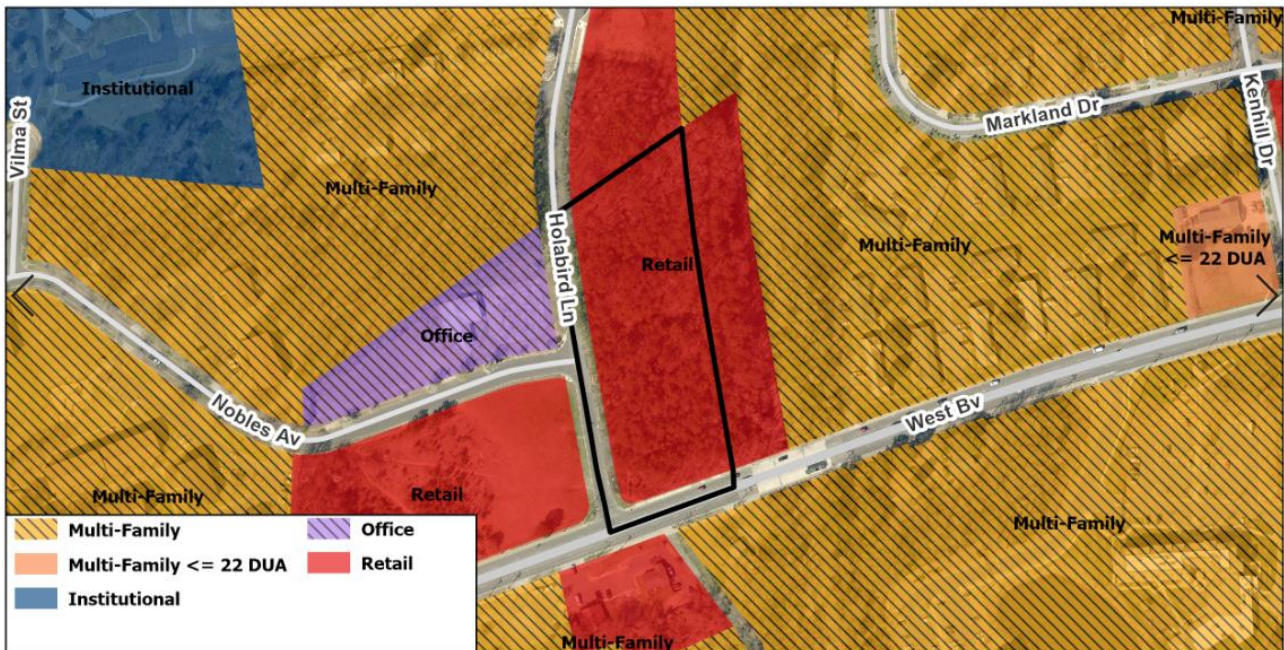 Multi-Family
Institutional
Vilma St
Markland Dr
Kenhill Dr
Multi-Family
Holabird Ln
Multi-Family
Multi-Family
<= 22 DUA
Retail
Office
Nobles Av
West Bv
Multi-Family
Retail
Multi-Family
Multi-Family
Multi-Family
Multi-Family <= 22 DUA
Institutional
Office
Retail